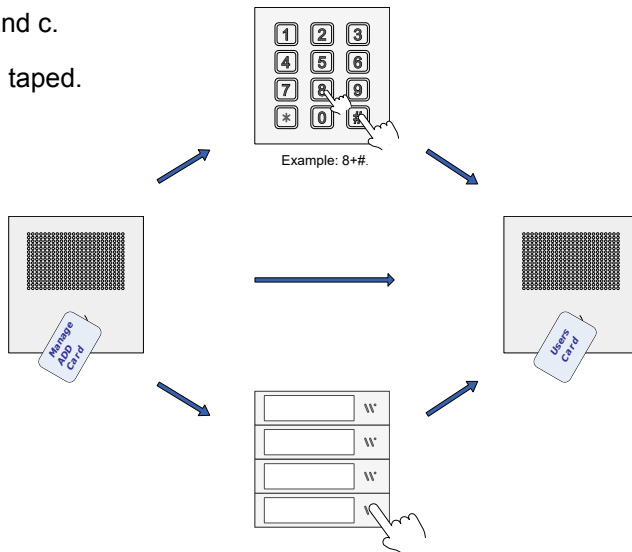 nd c.
taped.
1 2 3
4 5 6
7 8 9
* 0 #
Example: 8+#.
Manage
ADD
Card
Users
Card